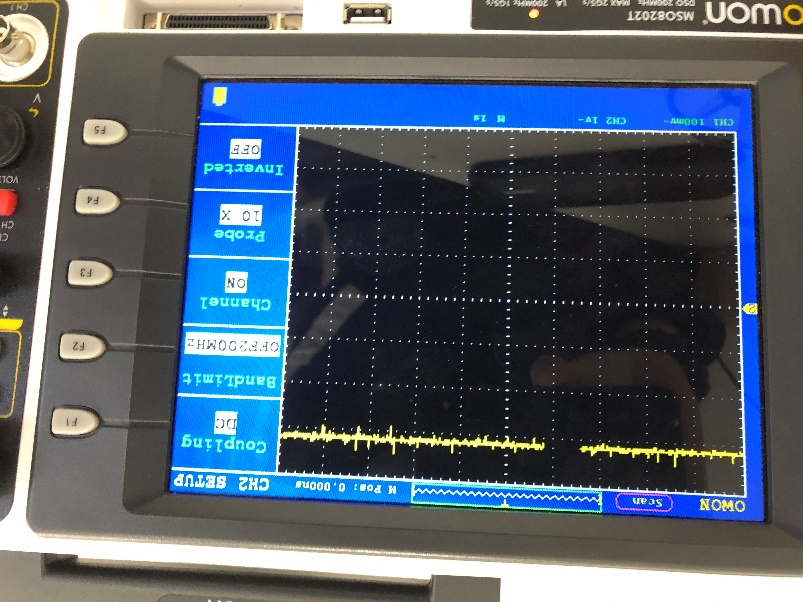 OWON Scan M Pos: 0.000ns CH2 SETUP
Coupling
DC
F1
BandLimit
OFF200MHz
F2
Channel
ON
F3
Probe
10 X
F4
Inverted
OFF
F5
CH1 100mv~ CH2 1v~ M 1s
V
CH1
owon MSO8202T
DSO 200MHz MAX 2GS/s LA 200MHz 1GS/s